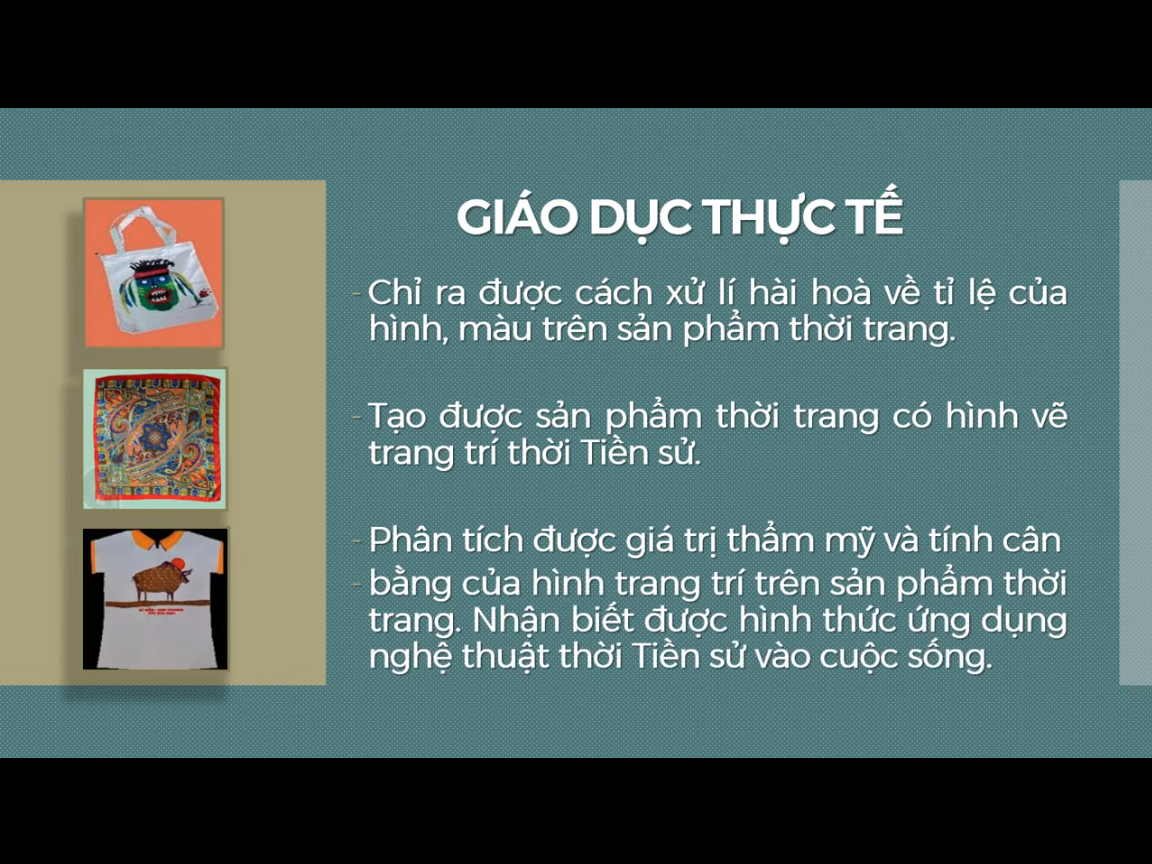 GIÁO DỤC THỰC TẾ
- Chỉ ra được cách xử lí hài hoà về tỉ lệ của
hình, màu trên sản phẩm thời trang.
- Tạo được sản phẩm thời trang có hình vẽ
trang trí thời Tiền sử.
- Phân tích được giá trị thẩm mỹ và tính cân
- bằng của hình trang trí trên sản phẩm thời
trang. Nhận biết được hình thức ứng dụng
nghệ thuật thời Tiền sử vào cuộc sống.